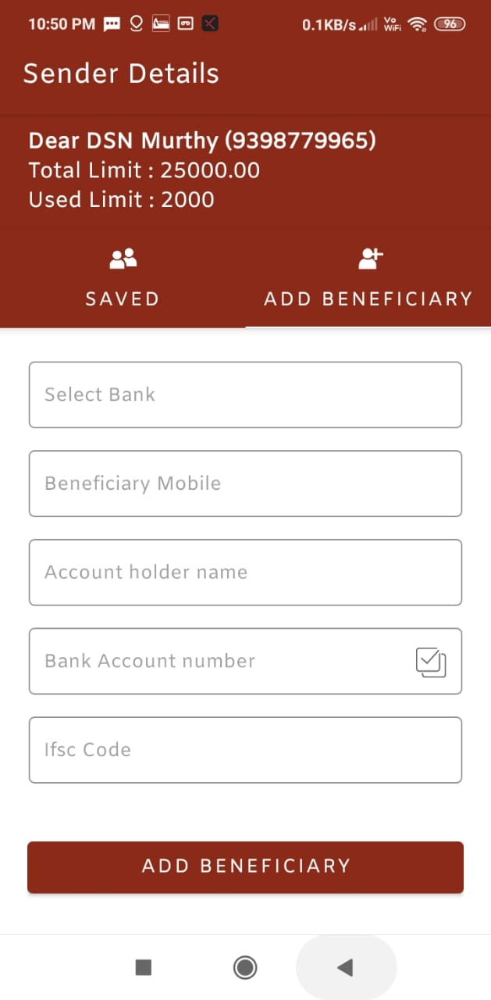 10:50 PM
0.1KB/s
Vo
WiFi
96
Sender Details
Dear DSN Murthy (9398779965)
Total Limit : 25000.00
Used Limit : 2000
SAVED
ADD BENEFICIARY
Select Bank
Beneficiary Mobile
Account holder name
Bank Account number
Ifsc Code
ADD BENEFICIARY